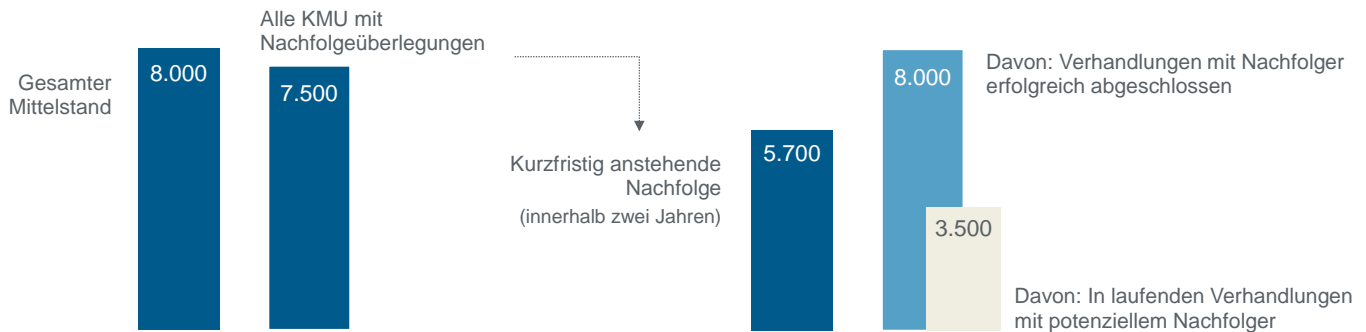 Gesamter
Mittelstand
8.000
Alle KMU mit
Nachfolgeüberlegungen
7.500
Kurzfristig anstehende
Nachfolge
(innerhalb zwei Jahren)
5.700
8.000
Davon: Verhandlungen mit Nachfolger
erfolgreich abgeschlossen
3.500
Davon: In laufenden Verhandlungen
mit potenziellem Nachfolger